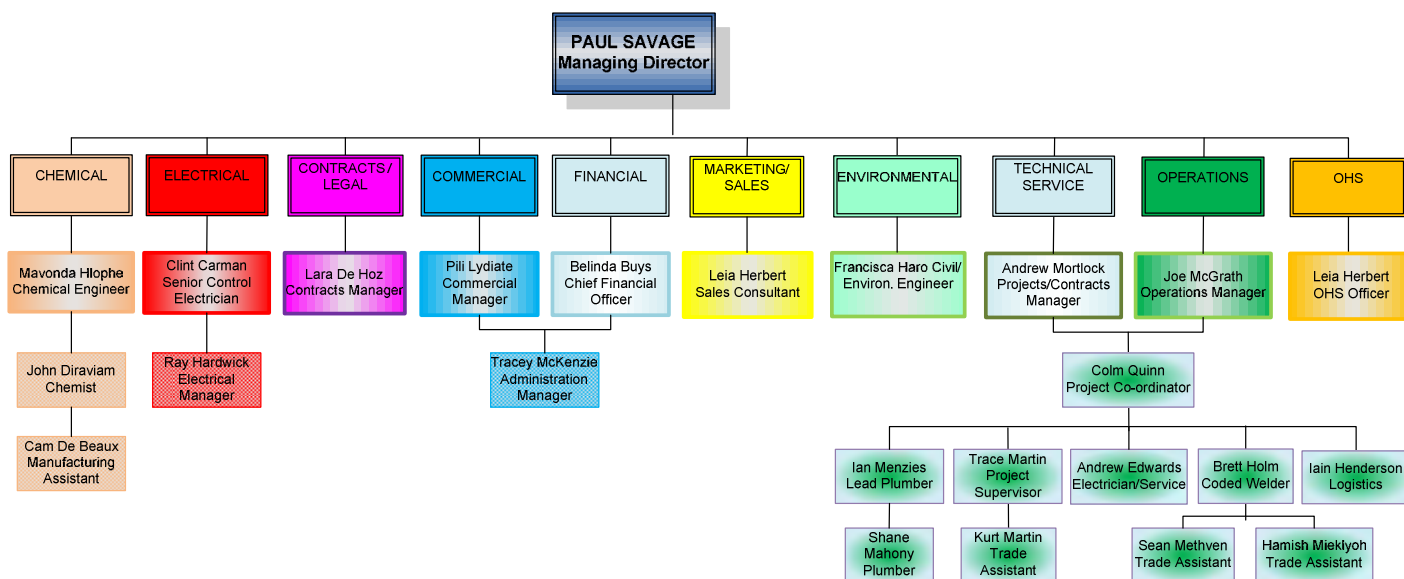 PAUL SAVAGE
Managing Director
CHEMICAL
ELECTRICAL
CONTRACTS/
LEGAL
COMMERCIAL
FINANCIAL
MARKETING/
SALES
ENVIRONMENTAL
TECHNICAL
SERVICE
OPERATIONS
OHS
Mavonda Hlophe
Chemical Engineer
Clint Carman
Senior Control
Electrician
Lara De Hoz
Contracts Manager
Pili Lydiate
Commercial
Manager
Belinda Buys
Chief Financial
Officer
Leia Herbert
Sales Consultant
Francisca Haro Civil/
Environ. Engineer
Andrew Mortlock
Projects/Contracts
Manager
Joe McGrath
Operations Manager
Leia Herbert
OHS Officer
John Diraviam
Chemist
Ray Hardwick
Electrical
Manager
Tracey McKenzie
Administration
Manager
Colm Quinn
Project Co-ordinator
Cam De Beaux
Manufacturing
Assistant
Ian Menzies
Lead Plumber
Trace Martin
Project
Supervisor
Andrew Edwards
Electrician/Service
Brett Holm
Coded Welder
Iain Henderson
Logistics
Shane
Mahony
Plumber
Kurt Martin
Trade
Assistant
Sean Methven
Trade Assistant
Hamish Mieklyoh
Trade Assistant